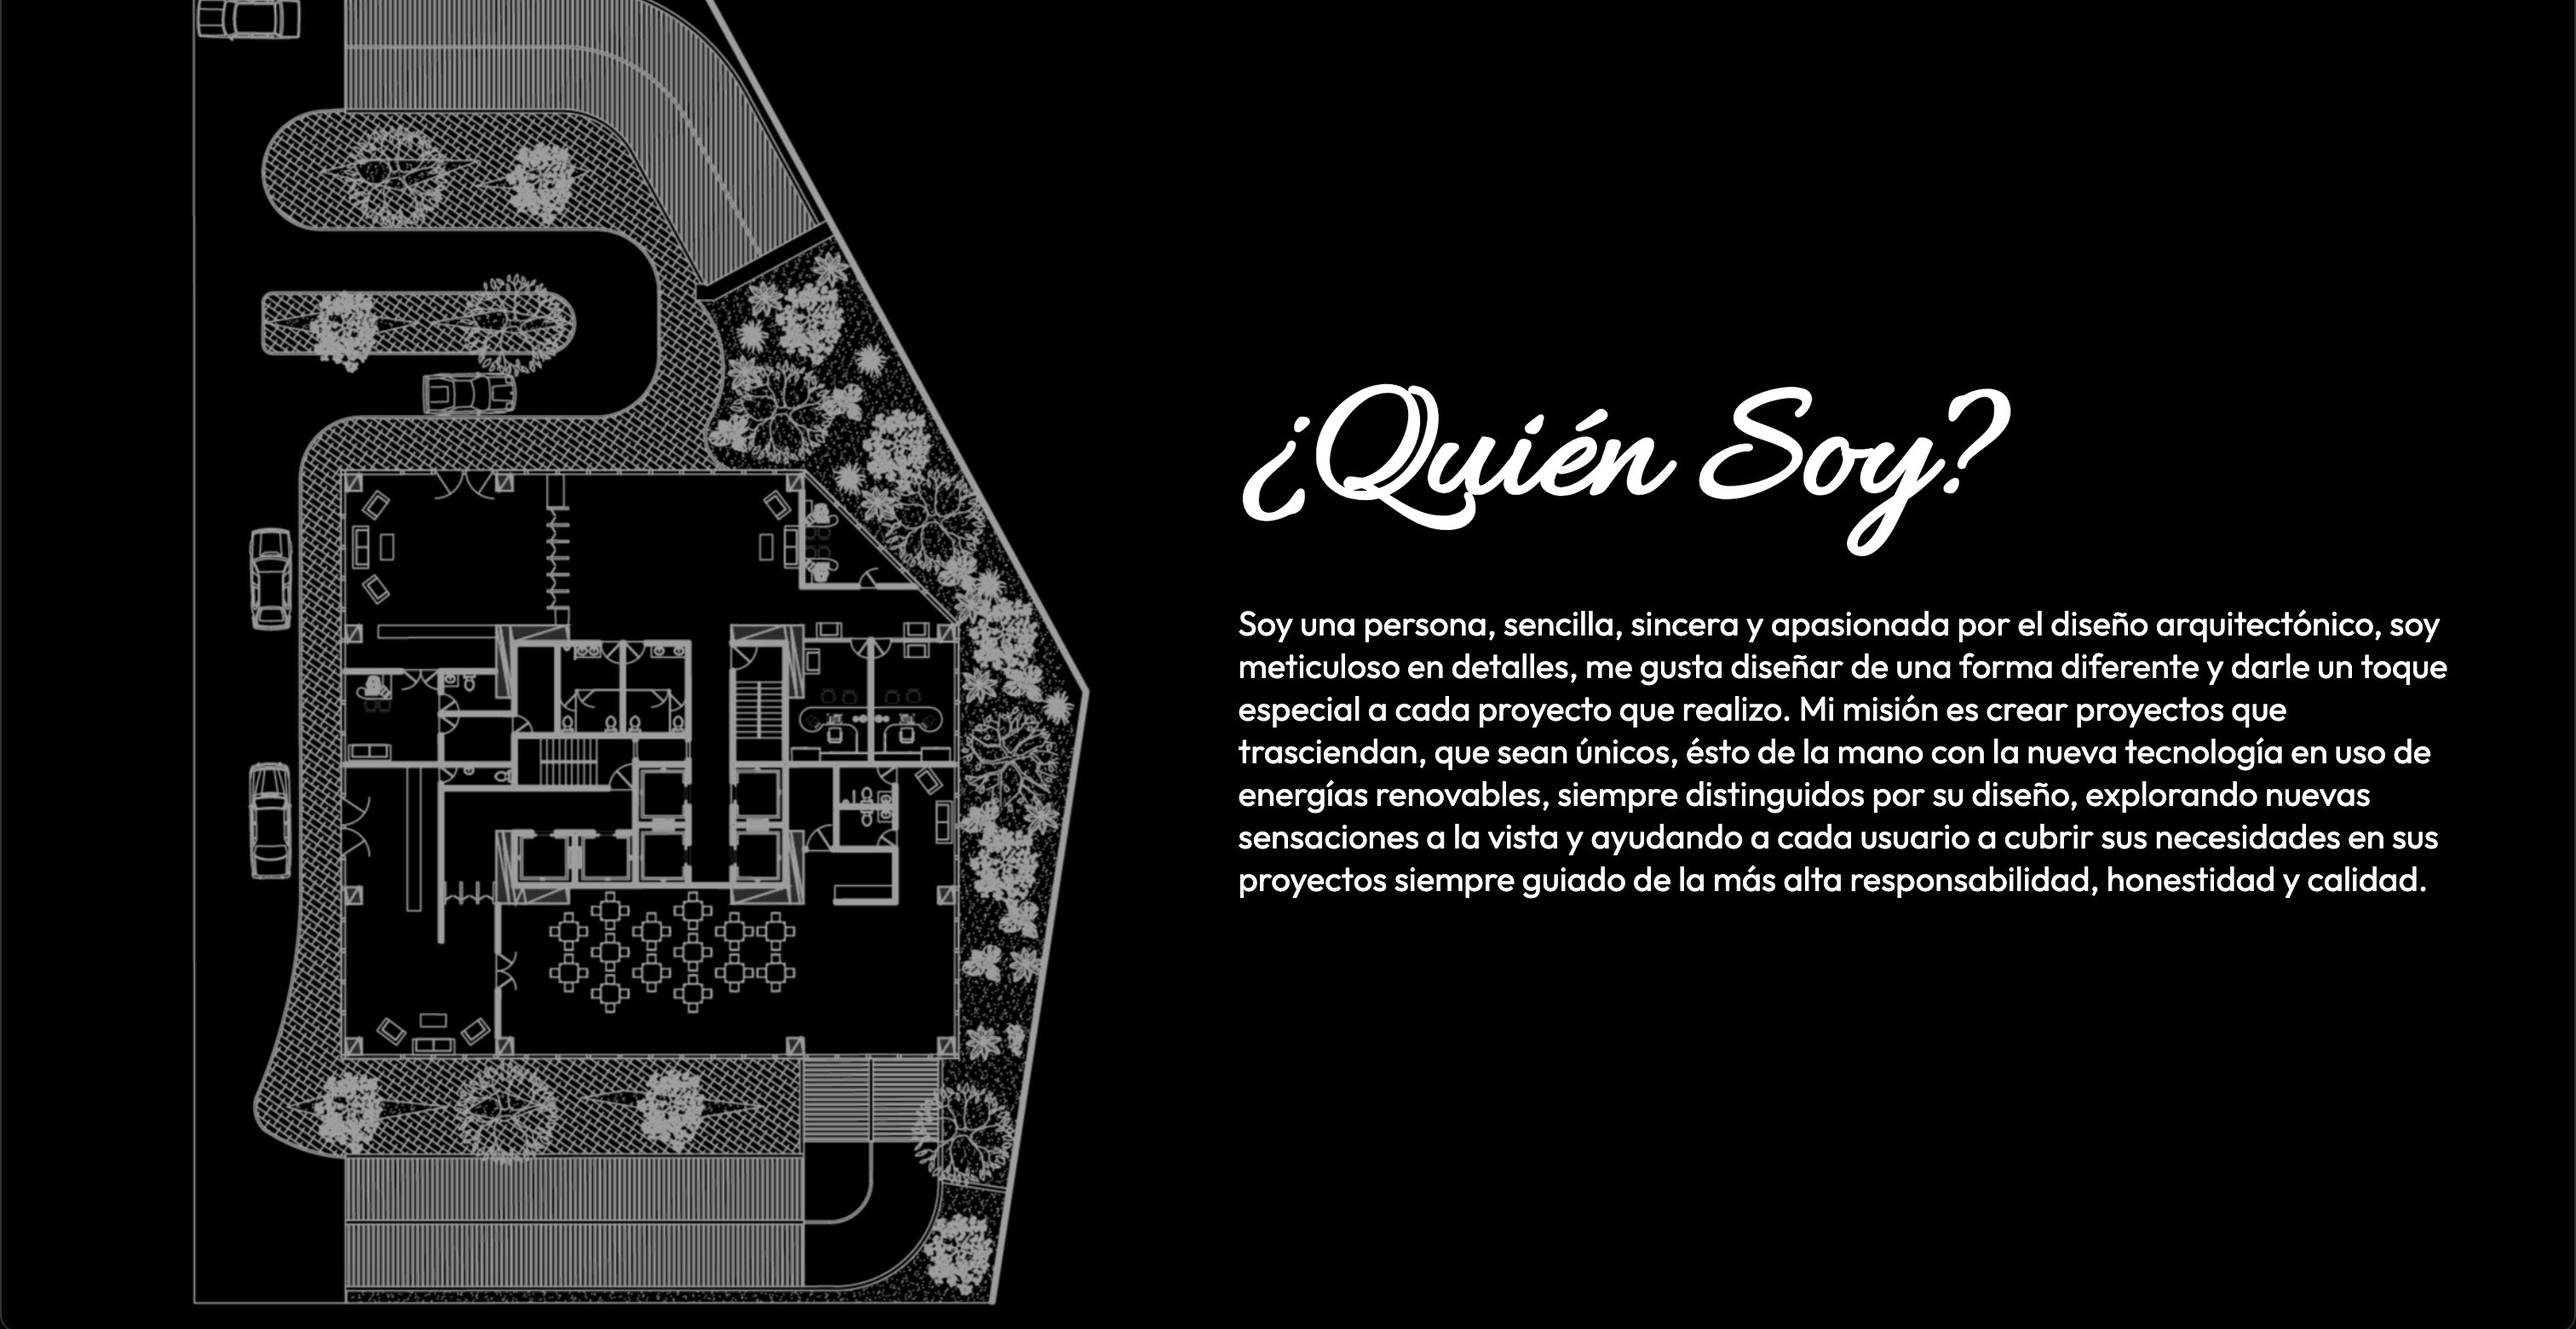 ¿Quién Soy?
Soy una persona, sencilla, sincera y apasionada por el diseño arquitectónico, soy
meticuloso en detalles, me gusta diseñar de una forma diferente y darle un toque
especial a cada proyecto que realizo. Mi misión es crear proyectos que
trasciendan, que sean únicos, ésto de la mano con la nueva tecnología en uso de
energías renovables, siempre distinguidos por su diseño, explorando nuevas
sensaciones a la vista y ayudando a cada usuario a cubrir sus necesidades en sus
proyectos siempre guiado de la más alta responsabilidad, honestidad y calidad.